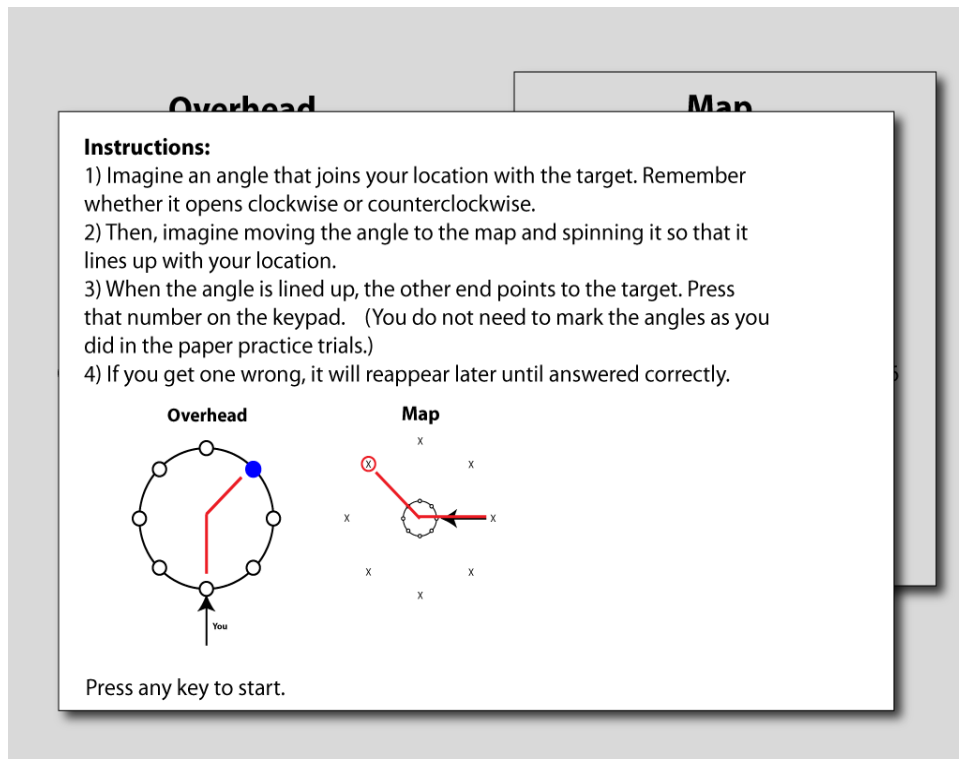 Overhead
Map
Instructions:
1) Imagine an angle that joins your location with the target. Remember
whether it opens clockwise or counterclockwise.
2) Then, imagine moving the angle to the map and spinning it so that it
lines up with your location.
3) When the angle is lined up, the other end points to the target. Press
that number on the keypad. (You do not need to mark the angles as you
did in the paper practice trials.)
4) If you get one wrong, it will reappear later until answered correctly.
Overhead
Map
X
X
X
X
X
X
X
X
You
Press any key to start.